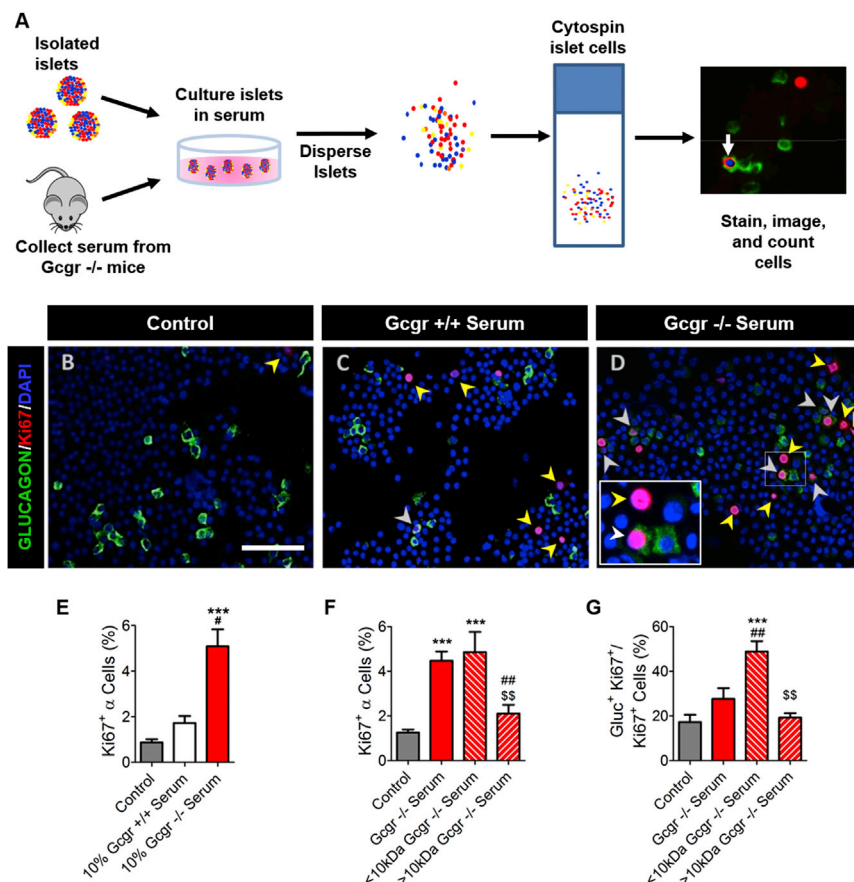 A
Isolated
islets
Culture islets
in serum
Collect serum from
Gcgr -/- mice
Disperse
Islets
Cytospin
islet cells
Stain, image,
and count
cells
Control
Gcgr +/+ Serum
Gcgr -/- Serum
GLUCAGON/Ki67/DAPI
B
C
D
E
Ki67+ α Cells (%)
6
4
2
0
***
#
Control
10% Gcgr +/+ Serum
10% Gcgr -/- Serum
F
Ki67+ α Cells (%)
6
4
2
0
***
***
##
$$
Control
Gcgr -/- Serum
<10kDa Gcgr -/- Serum
>10kDa Gcgr -/- Serum
G
Gluc+ Ki67+/
Ki67+ Cells (%)
60
40
20
0
***
##
$$
Control
Gcgr -/- Serum
<10kDa Gcgr -/- Serum
>10kDa Gcgr -/- Serum